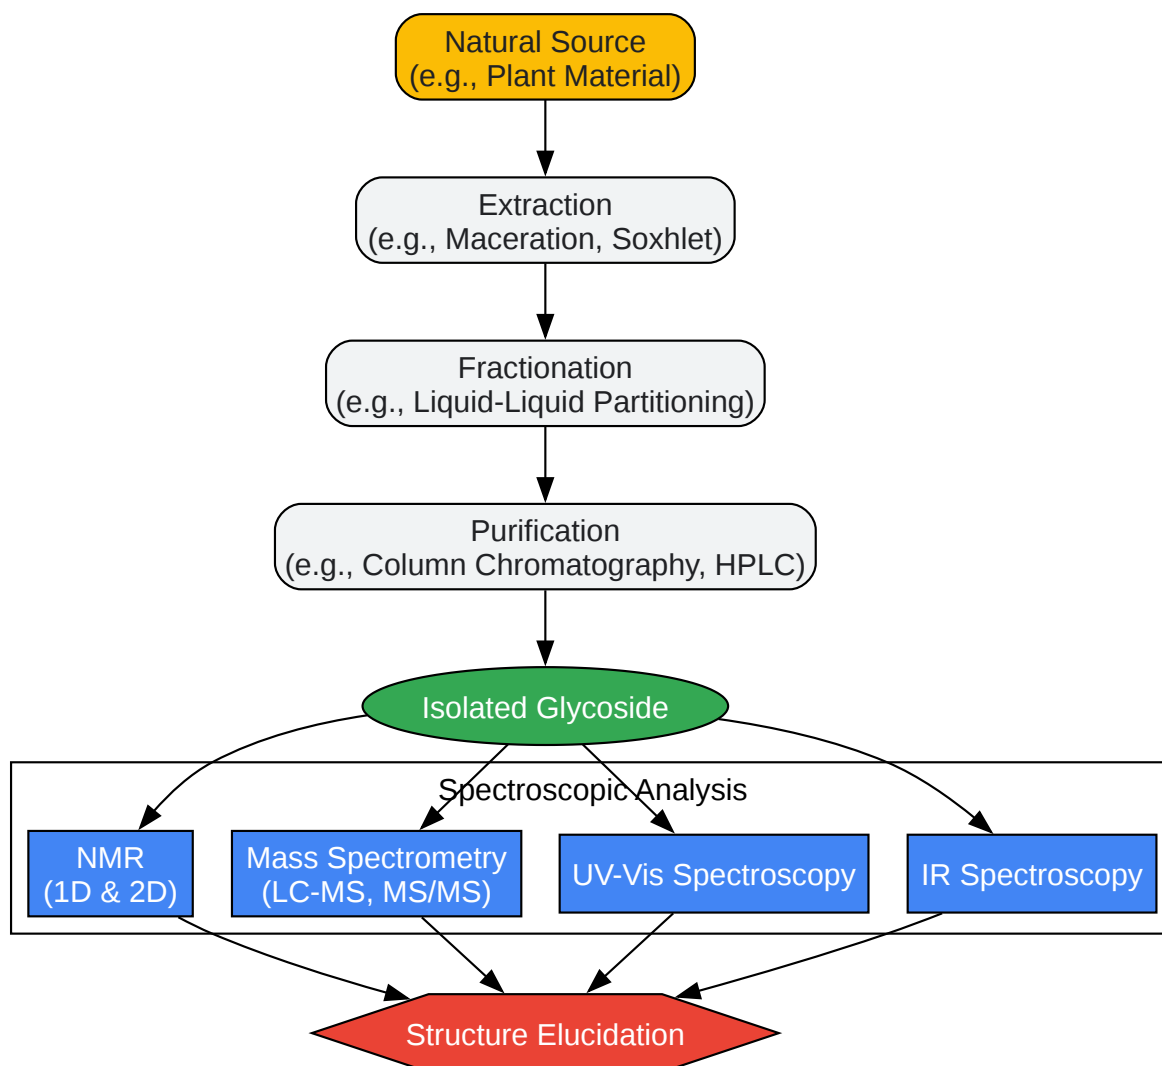 Natural Source
(e.g., Plant Material)
Extraction
(e.g., Maceration, Soxhlet)
Fractionation
(e.g., Liquid-Liquid Partitioning)
Purification
(e.g., Column Chromatography, HPLC)
Isolated Glycoside
Spectroscopic Analysis
NMR
(1D & 2D)
Mass Spectrometry
(LC-MS, MS/MS)
UV-Vis Spectroscopy
IR Spectroscopy
Structure Elucidation